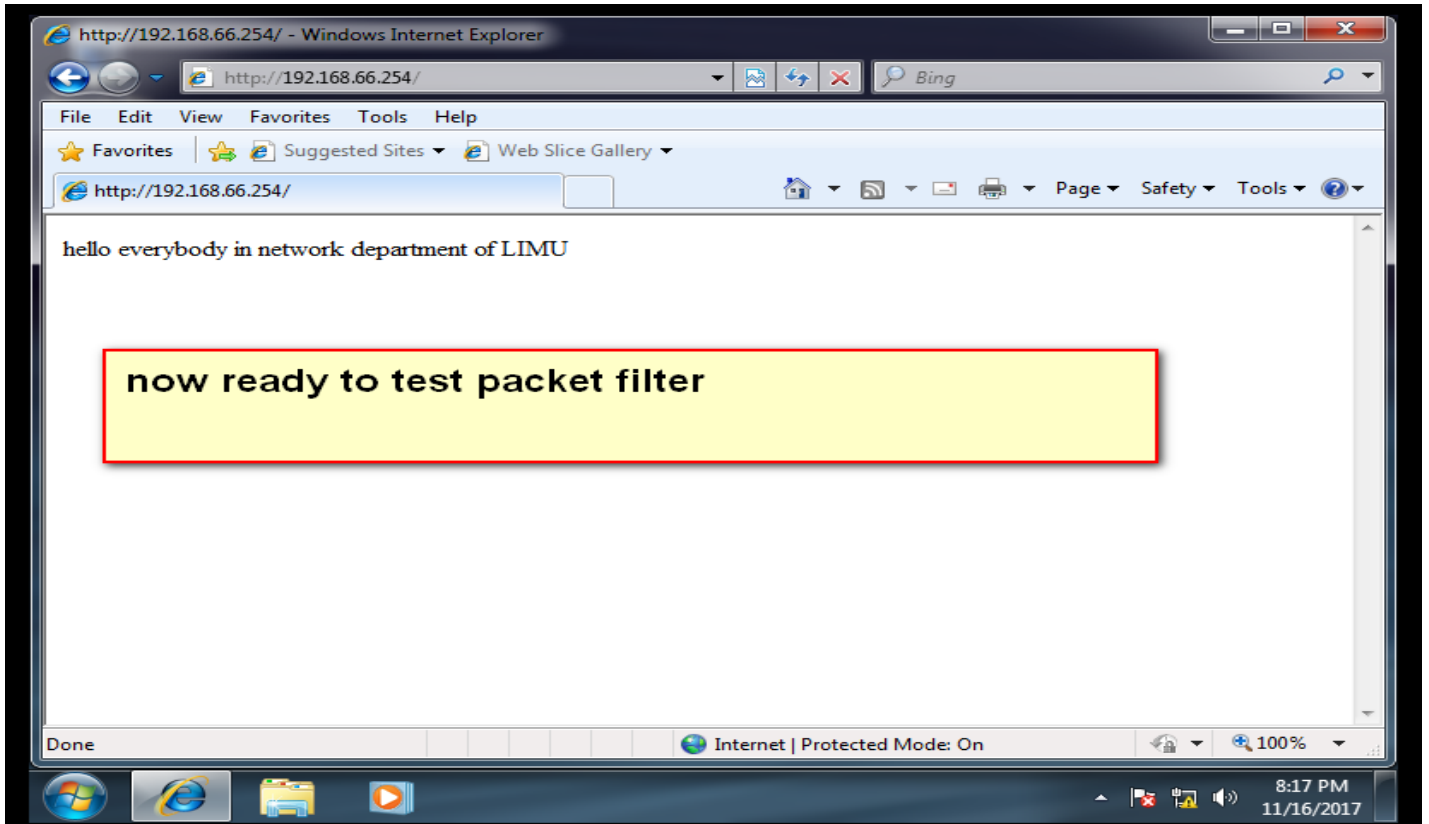 http://192.168.66.254/ - Windows Internet Explorer
http://192.168.66.254/ Bing
File Edit View Favorites Tools Help
Favorites Suggested Sites Web Slice Gallery
http://192.168.66.254/ Page Safety Tools
hello everybody in network department of LIMU
now ready to test packet filter
Done Internet | Protected Mode: On 100%
8:17 PM
11/16/2017